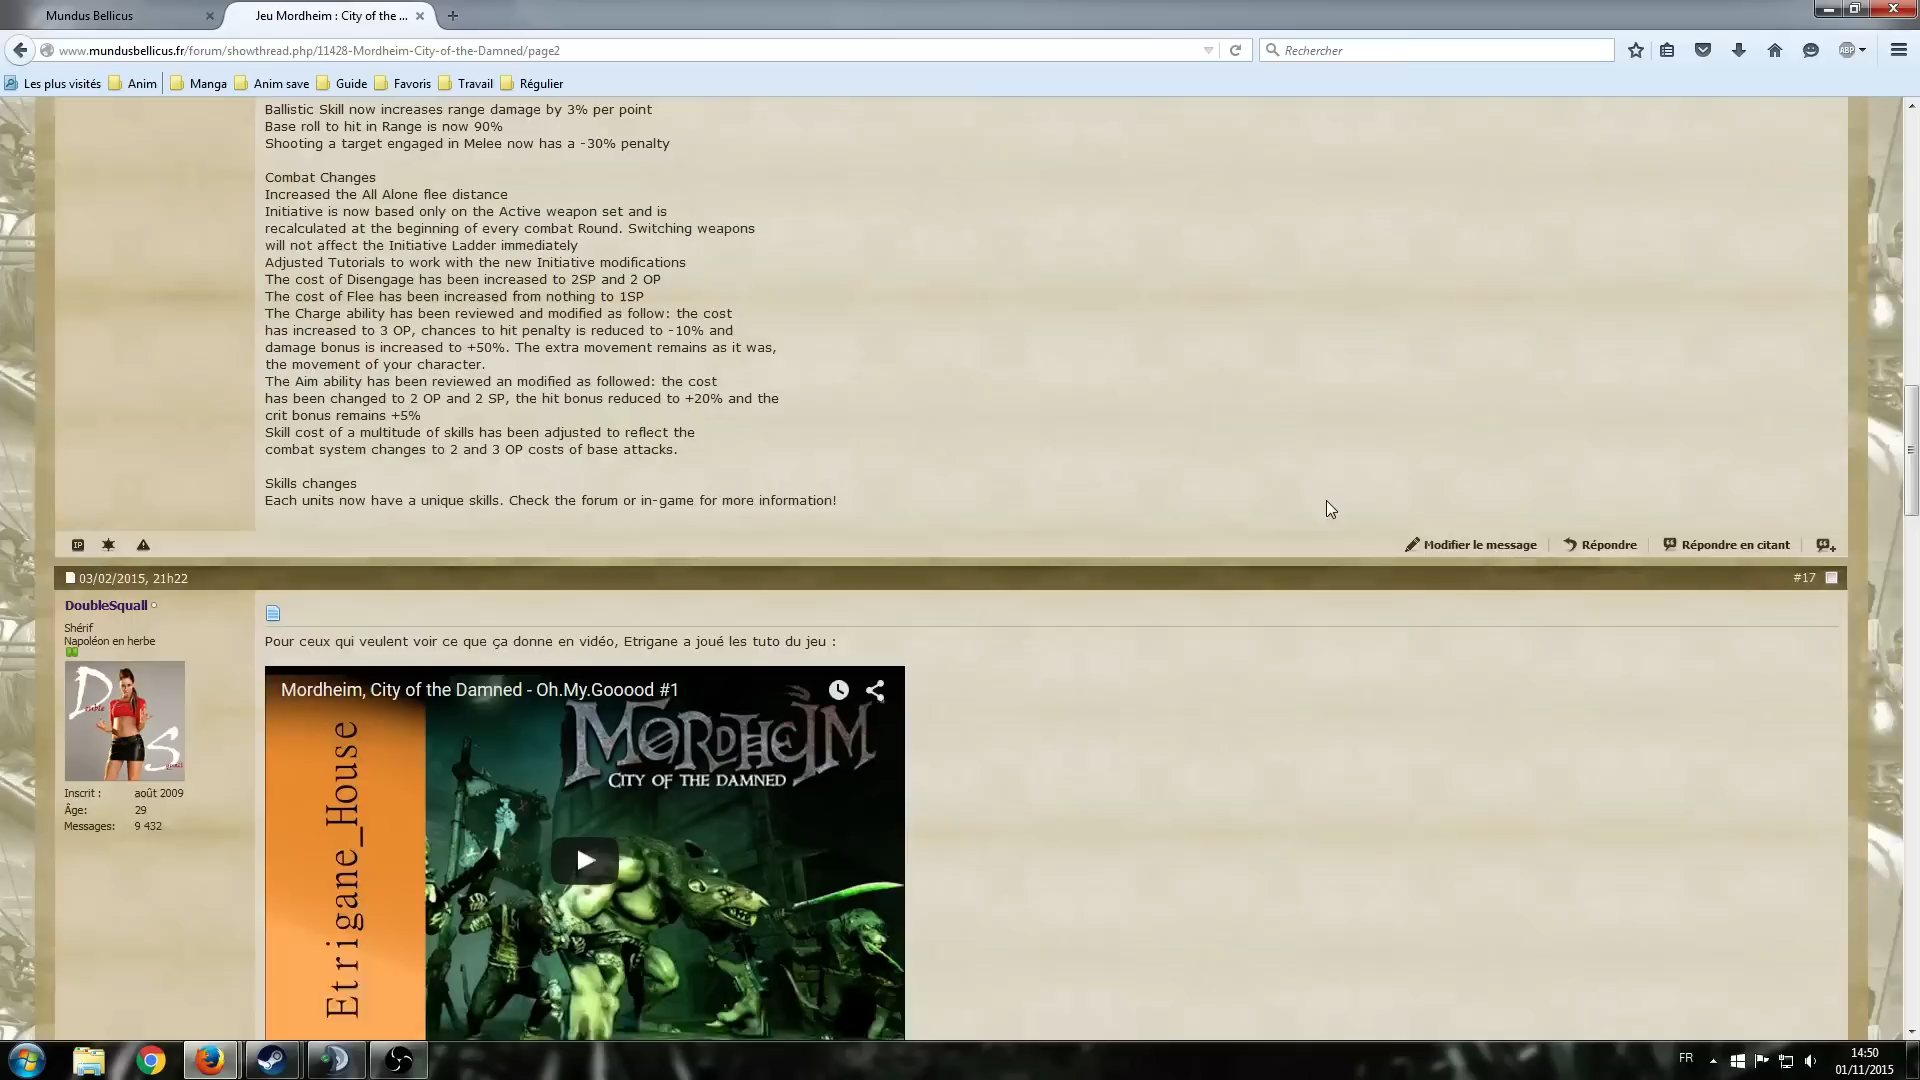 Mundus Bellicus
Jeu Mordheim : City of the ...
www.mundusbellicus.fr/forum/showthread.php/11428-Mordheim-City-of-the-Damned/page2
Rechercher
ABP
Les plus visités
Anim
Manga
Anim save
Guide
Favoris
Travail
Régulier
Ballistic Skill now increases range damage by 3% per point
Base roll to hit in Range is now 90%
Shooting a target engaged in Melee now has a -30% penalty
Combat Changes
Increased the All Alone flee distance
Initiative is now based only on the Active weapon set and is
recalculated at the beginning of every combat Round. Switching weapons
will not affect the Initiative Ladder immediately
Adjusted Tutorials to work with the new Initiative modifications
The cost of Disengage has been increased to 2SP and 2 OP
The cost of Flee has been increased from nothing to 1SP
The Charge ability has been reviewed and modified as follow: the cost
has increased to 3 OP, chances to hit penalty is reduced to -10% and
damage bonus is increased to +50%. The extra movement remains as it was,
the movement of your character.
The Aim ability has been reviewed an modified as followed: the cost
has been changed to 2 OP and 2 SP, the hit bonus reduced to +20% and the
crit bonus remains +5%
Skill cost of a multitude of skills has been adjusted to reflect the
combat system changes to 2 and 3 OP costs of base attacks.
Skills changes
Each units now have a unique skills. Check the forum or in-game for more information!
IP
Modifier le message
Répondre
Répondre en citant
03/02/2015, 21h22
#17
DoubleSquall
Shérif
Napoléon en herbe
Double
Squall
Inscrit : août 2009
Âge: 29
Messages: 9 432
Pour ceux qui veulent voir ce que ça donne en vidéo, Etrigane a joué les tuto du jeu :
Mordheim, City of the Damned - Oh.My.Gooood #1
MORDHEIM
CITY OF THE DAMNED
Etrigane_House
FR
14:50
01/11/2015